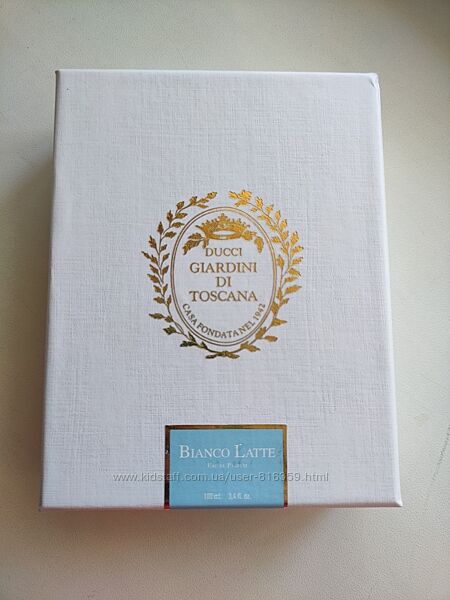 DUCCI
GIARDINI
DI
TOSCANA
CASA FONDATA NEL 1942
BIANCO LATTE
EAU DE PARFUM
100 ml 3,4 fl. oz.
www.kidstaff.com.ua/user-816359.html